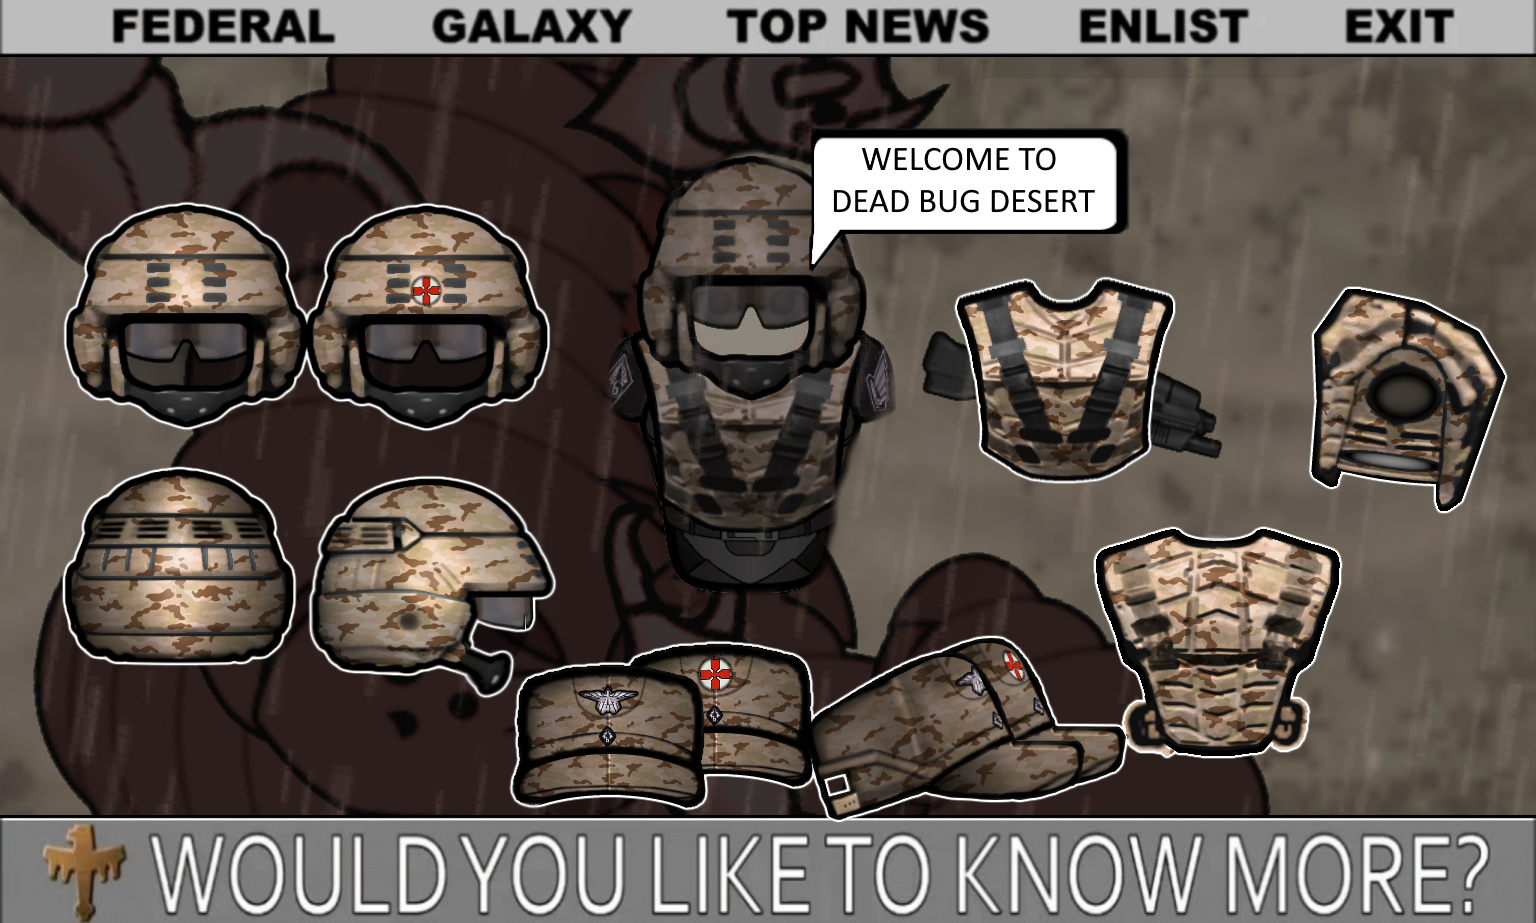 FEDERAL GALAXY TOP NEWS ENLIST EXIT
WELCOME TO
DEAD BUG DESERT
WOULD YOU LIKE TO KNOW MORE?